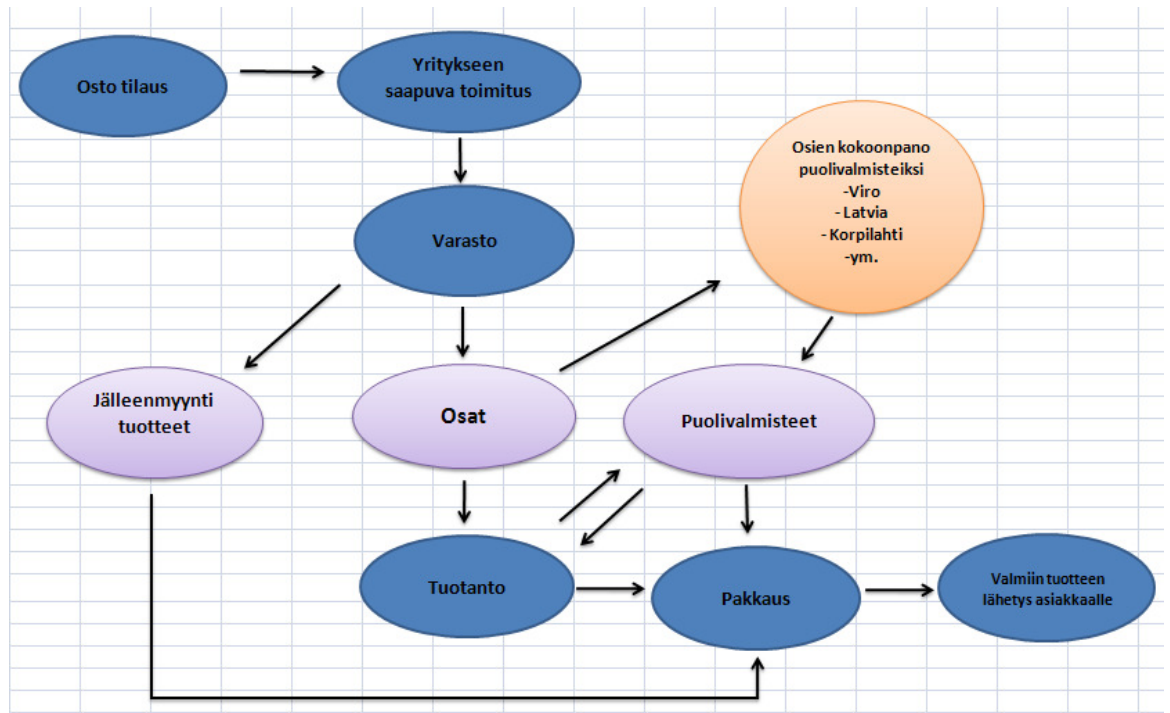 Osto tilaus
Yritykseen
saapuva toimitus
Osien kokoonpano
puolivalmisteiksi
-Viro
- Latvia
- Korpilahti
-ym.
Varasto
Jälleenmyynti
tuotteet
Osat
Puolivalmisteet
Tuotanto
Pakkaus
Valmiin tuotteen
lähetys asiakkaalle